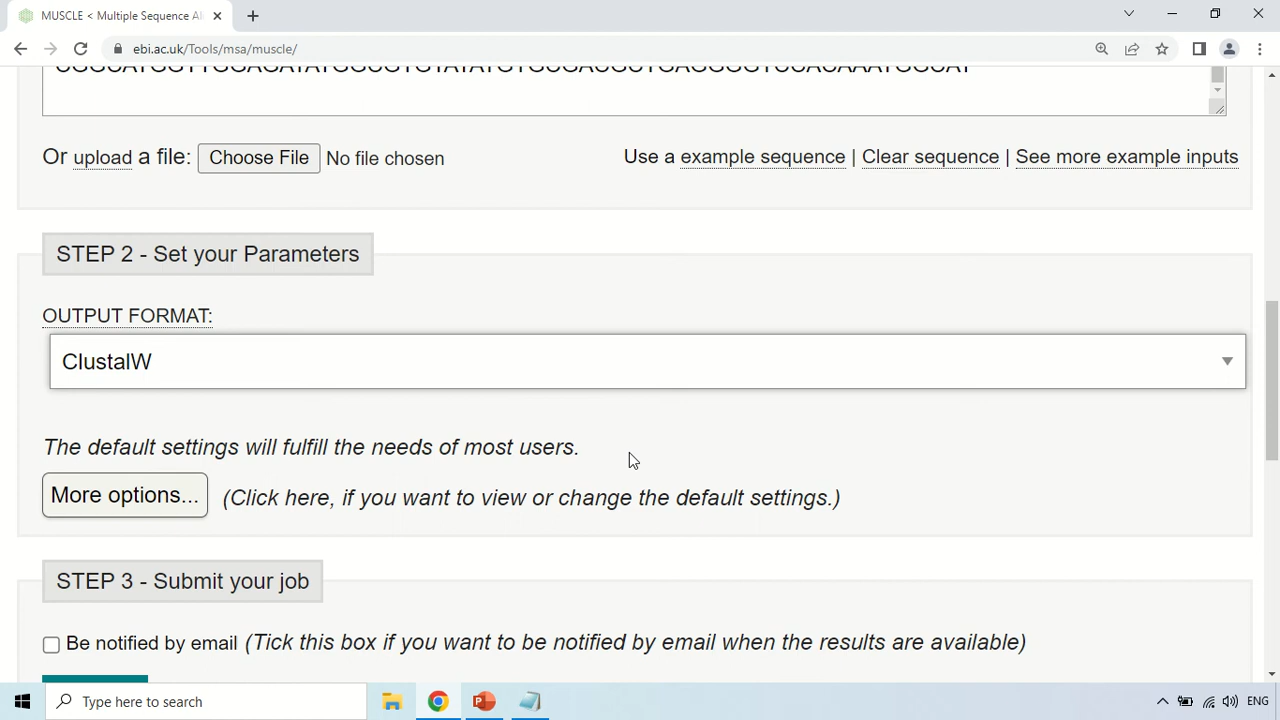 MUSCLE < Multiple Sequence Al
ebi.ac.uk/Tools/msa/muscle/
Or upload a file: Choose File No file chosen
Use a example sequence | Clear sequence | See more example inputs
STEP 2 - Set your Parameters
OUTPUT FORMAT:
ClustalW
The default settings will fulfill the needs of most users.
More options... (Click here, if you want to view or change the default settings.)
STEP 3 - Submit your job
Be notified by email (Tick this box if you want to be notified by email when the results are available)
Type here to search
ENG